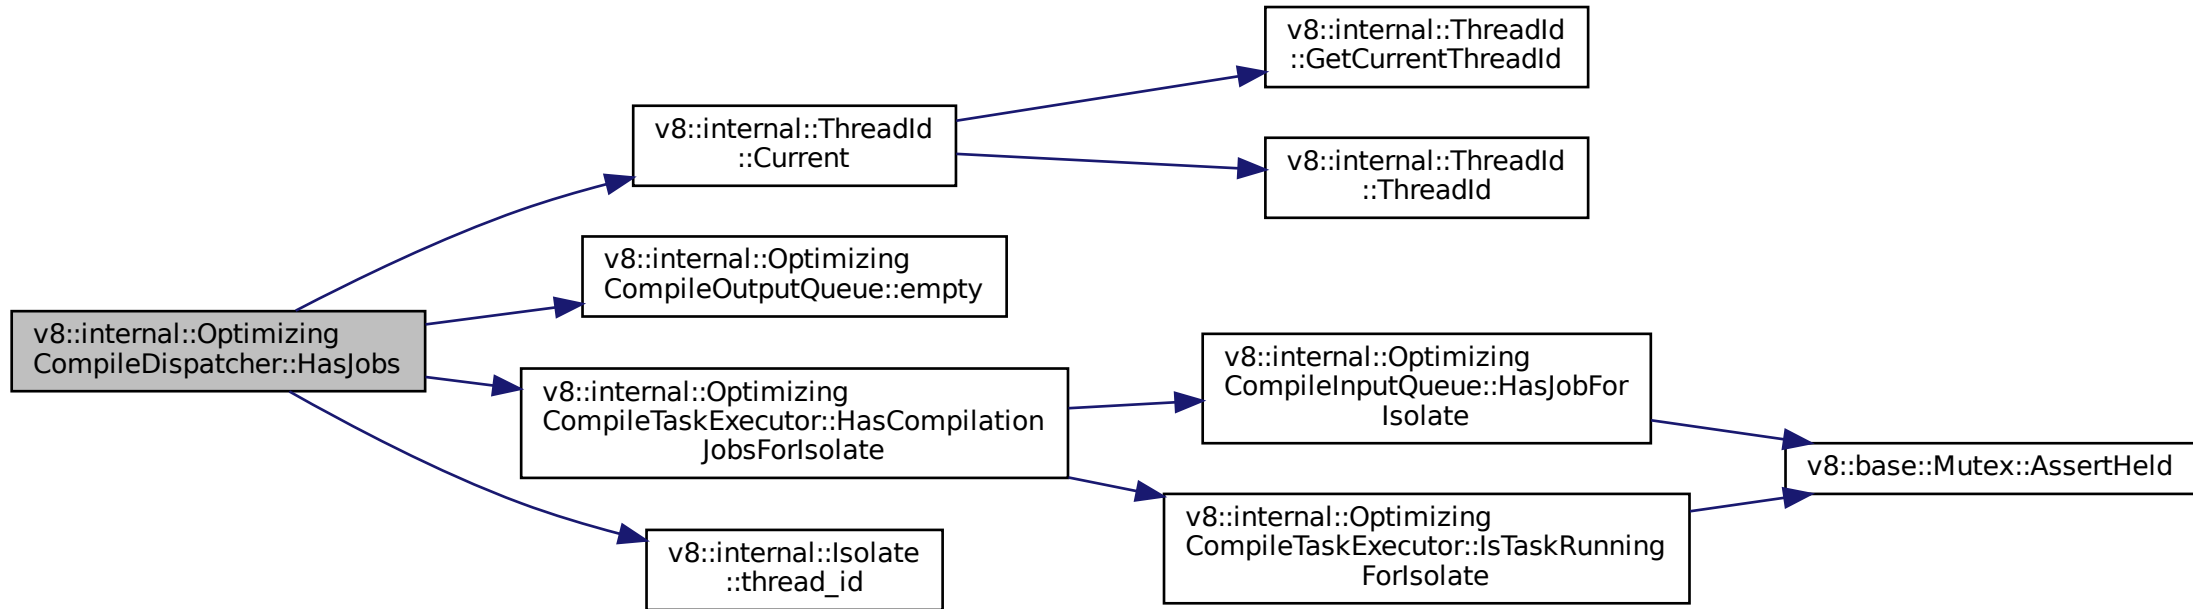 v8::internal::Optimizing
CompileDispatcher::HasJobs
v8::internal::ThreadId
::Current
v8::internal::ThreadId
::GetCurrentThreadId
v8::internal::ThreadId
::ThreadId
v8::internal::Optimizing
CompileOutputQueue::empty
v8::internal::Optimizing
CompileTaskExecutor::HasCompilation
JobsForIsolate
v8::internal::Optimizing
CompileInputQueue::HasJobFor
Isolate
v8::base::Mutex::AssertHeld
v8::internal::Optimizing
CompileTaskExecutor::IsTaskRunning
ForIsolate
v8::internal::Isolate
::thread_id